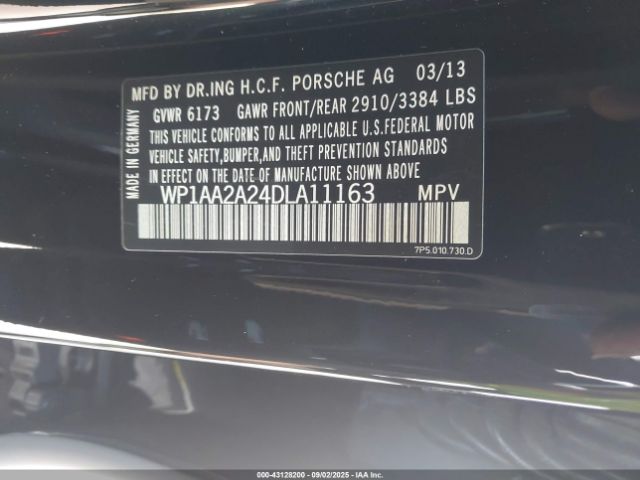 MFD BY DR.ING H.C.F. PORSCHE AG 03/13
GVWR 6173 GAWR FRONT/REAR 2910/3384 LBS
THIS VEHICLE CONFORMS TO ALL APPLICABLE U.S.FEDERAL MOTOR
VEHICLE SAFETY,BUMPER,AND THEFT PREVENTION STANDARDS
IN EFFECT ON THE DATE OF MANUFACTURE SHOWN ABOVE
WP1AA2A24DLA11163 MPV
7P5.010.730.D
MADE IN GERMANY
000-43128200 - 09/02/2025 - IAAI.COM